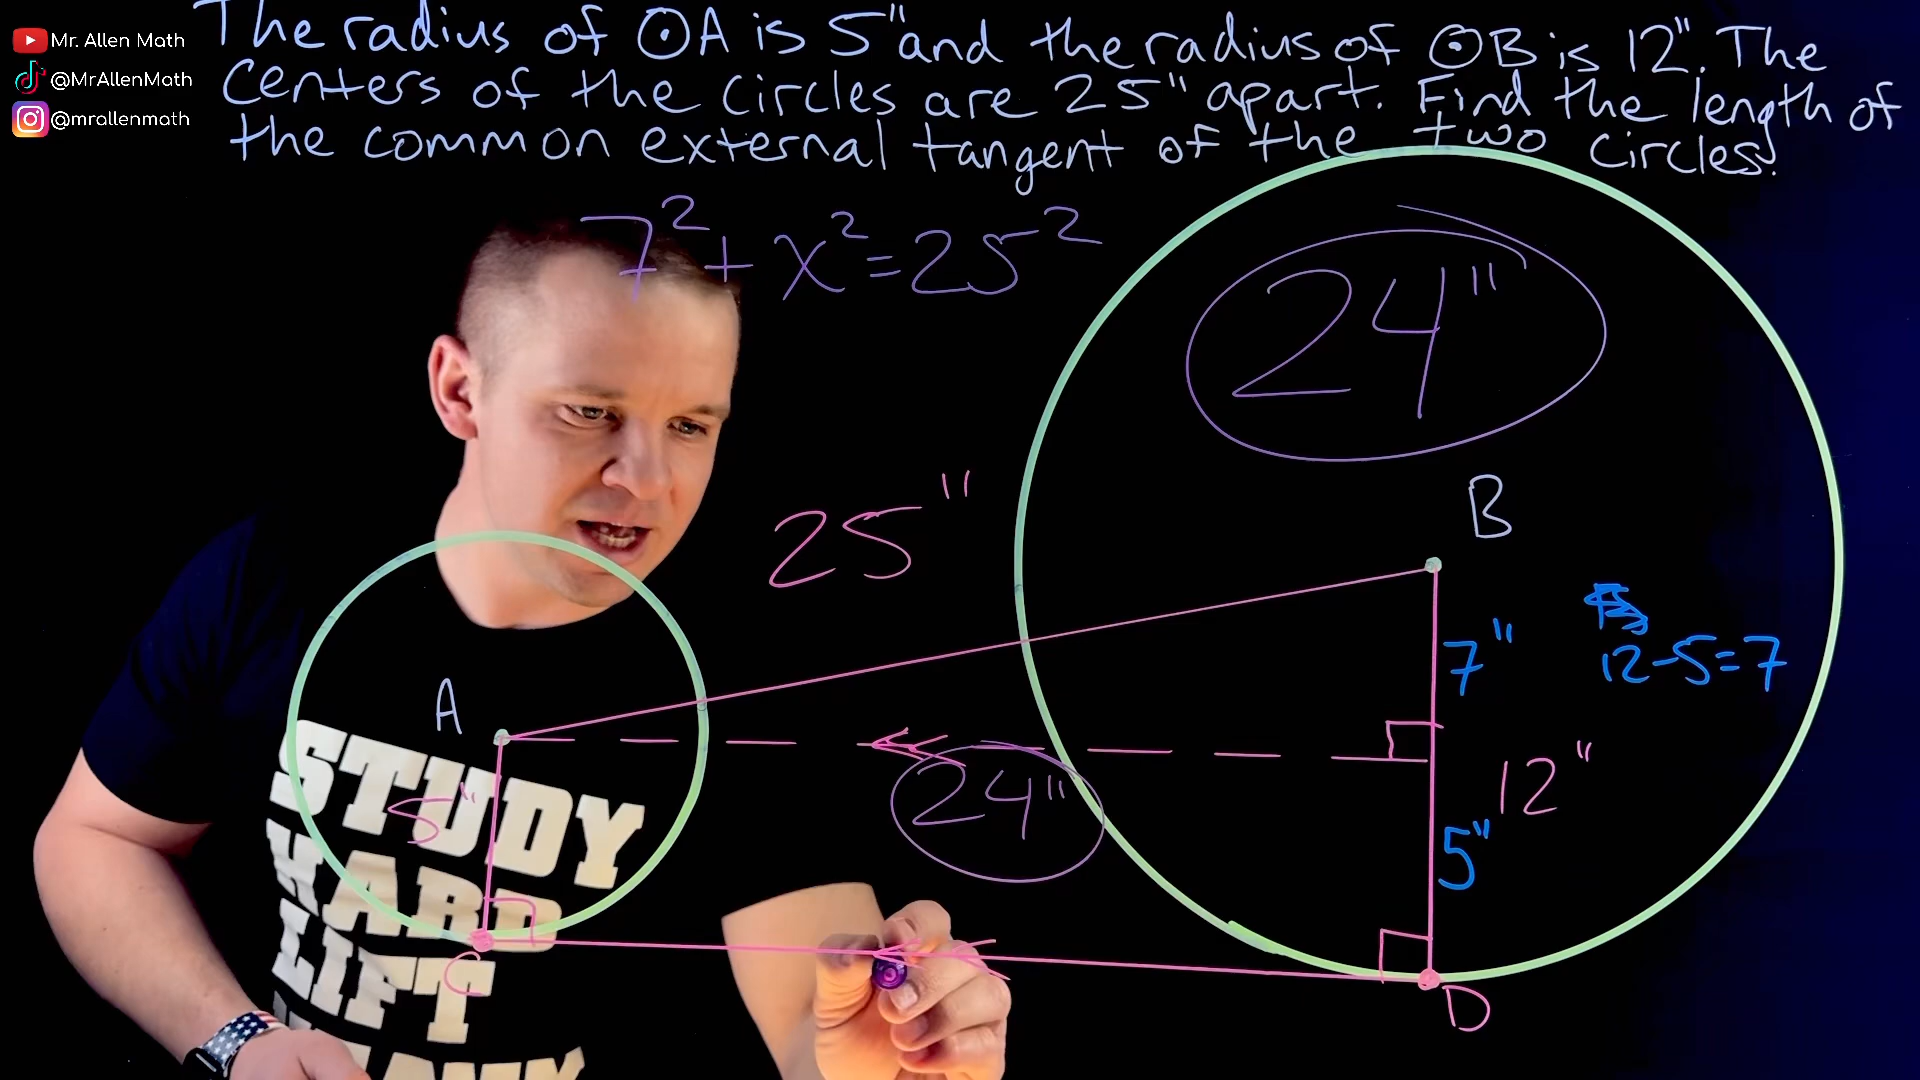 Mr. Allen Math
@MrAllenMath
@mrallenmath
The radius of ⊙A is 5" and the radius of ⊙B is 12". The
centers of the circles are 25" apart. Find the length of
the common external tangent of the two circles.
7² + x² = 25²
24"
B
25"
7"
12-5=7
A
5"
24"
12"
5"
STUDY
HARD
LIFT
C
D